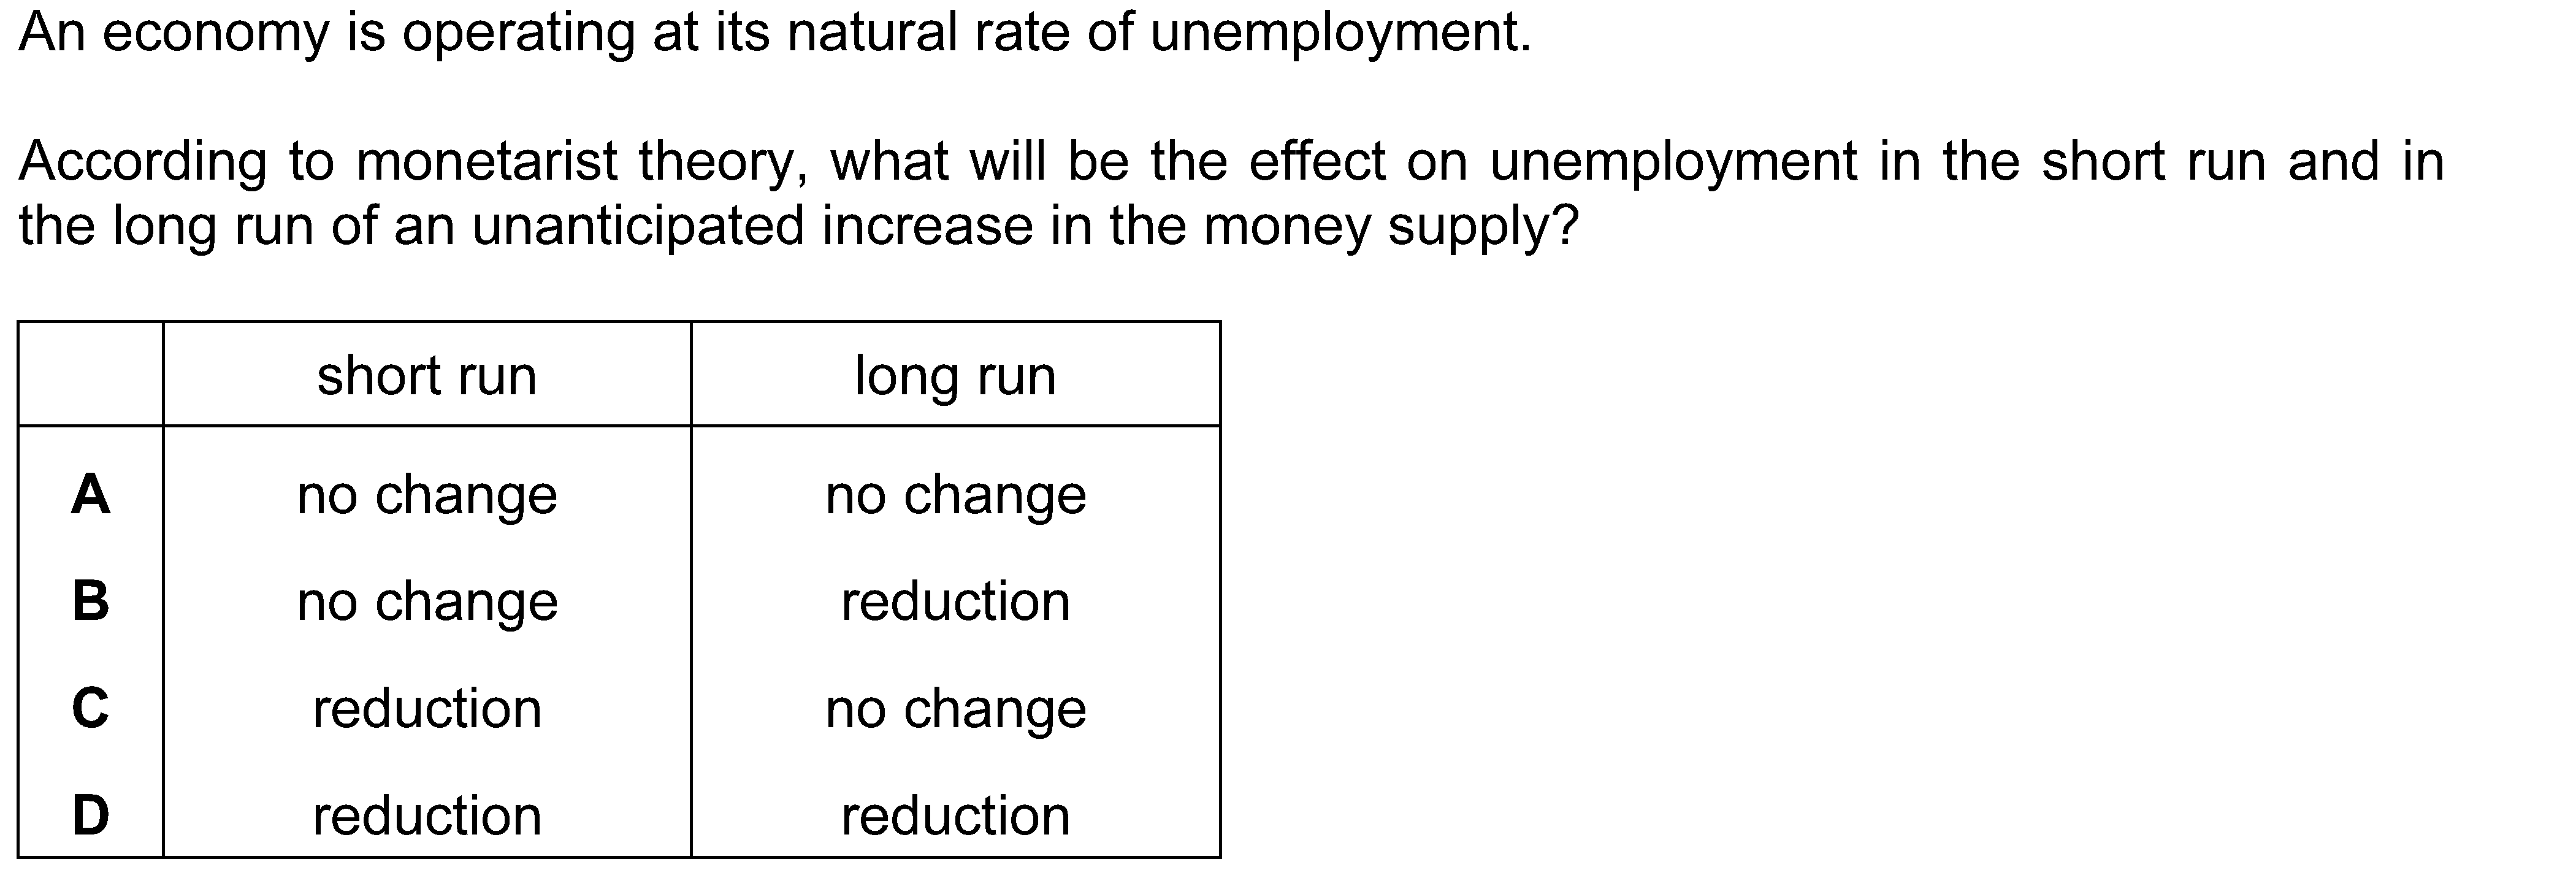 An economy is operating at its natural rate of unemployment.
According to monetarist theory, what will be the effect on unemployment in the short run and in
the long run of an unanticipated increase in the money supply?
short run long run
A no change no change
B no change reduction
C reduction no change
D reduction reduction